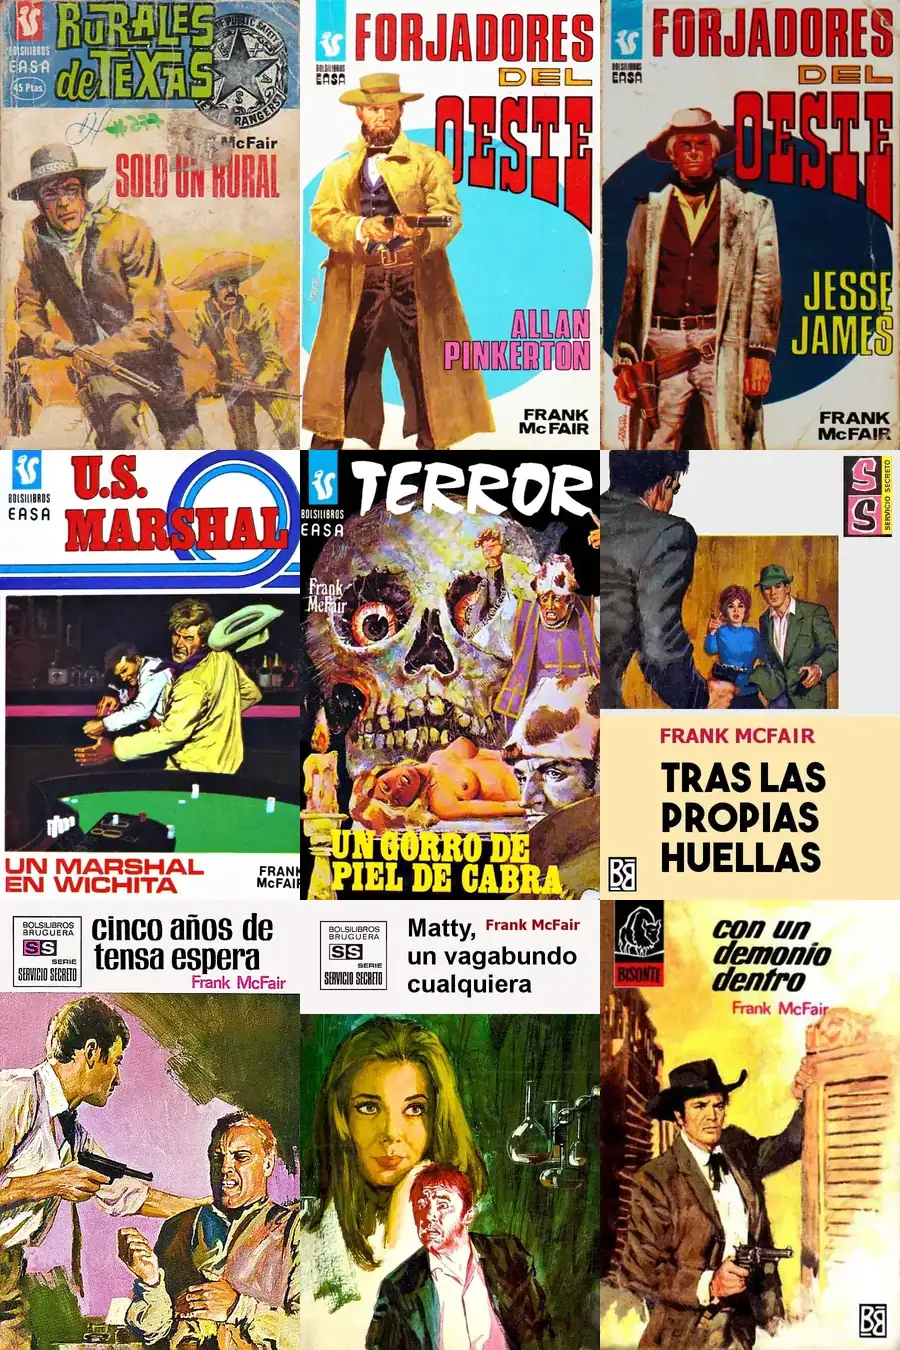 BOLSILIBROS
EASA
45 Ptas.
RURALES
de TEXAS
RANGERS
McFair
SOLO UN RURAL
BOLSILIBROS
EASA
FORJADORES
DEL
OESTE
ALLAN
PINKERTON
FRANK
McFAIR
BOLSILIBROS
EASA
FORJADORES
DEL
OESTE
JESSE
JAMES
FRANK
McFAIR
BOLSILIBROS
EASA
U.S.
MARSHAL
UN MARSHAL
EN WICHITA
FRANK
McFAIR
BOLSILIBROS
EASA
TERROR
Frank
McFair
UN GORRO DE
PIEL DE CABRA
SS
SERVICIO SECRETO
FRANK MCFAIR
TRAS LAS
PROPIAS
HUELLAS
BB
BOLSILIBROS
BRUGUERA
SS
SERIE
SERVICIO SECRETO
cinco años de
tensa espera
Frank McFair
BOLSILIBROS
BRUGUERA
SS
SERIE
SERVICIO SECRETO
Matty, Frank McFair
un vagabundo
cualquiera
BISONTE
con un
demonio
dentro
Frank McFair
BB